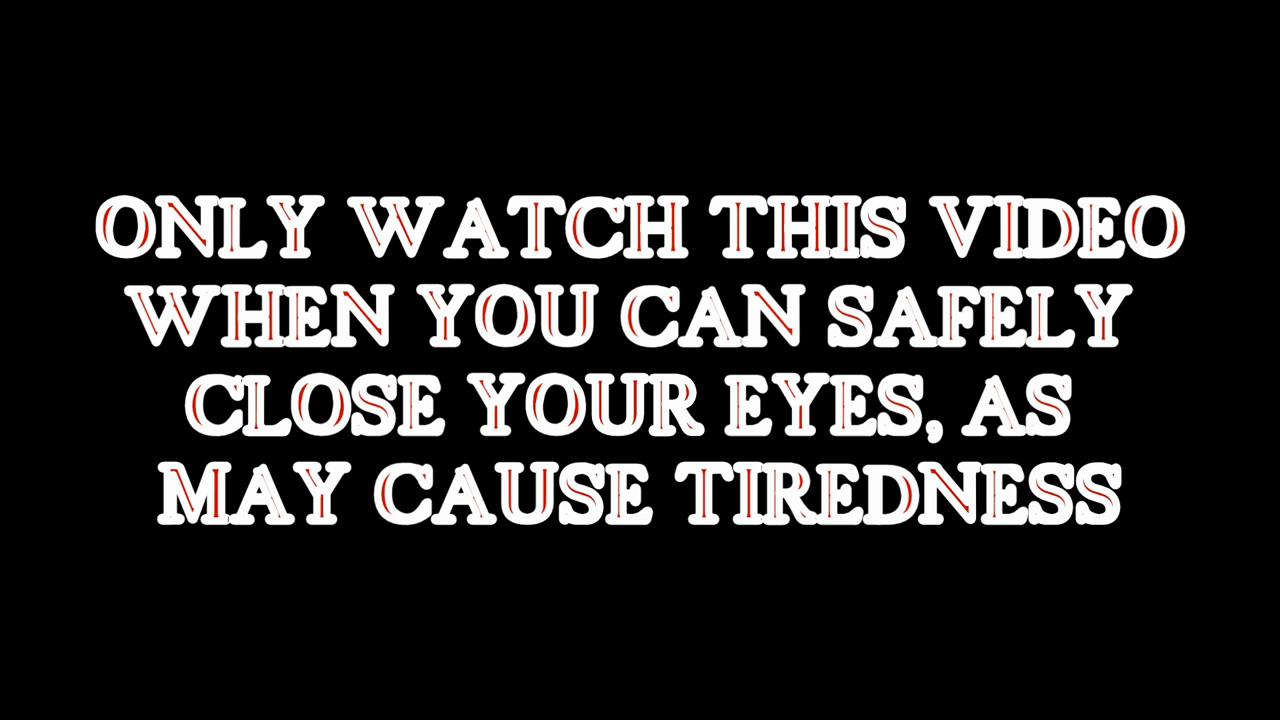 ONLY WATCH THIS VIDEO
WHEN YOU CAN SAFELY
CLOSE YOUR EYES, AS
MAY CAUSE TIREDNESS